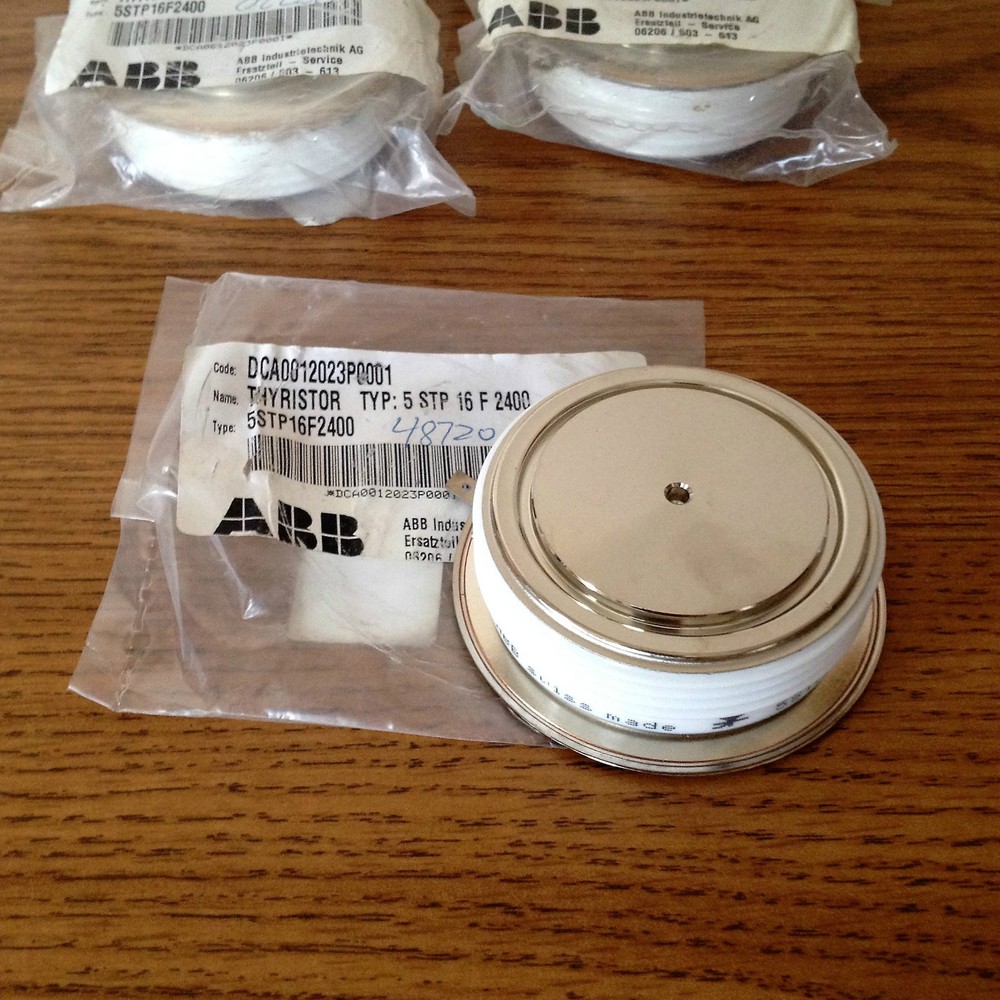 Type: 5STP16F2400
*DCA0012023P0001*
ABB
ABB Industrietechnik AG
Ersatzteil - Service
06206 / 503 - 613
ABB
ABB Industrietechnik AG
Ersatzteil - Service
06206 / 503 - 613
Code: DCA0012023P0001
Name: THYRISTOR TYP: 5 STP 16 F 2400
Type: 5STP16F2400
48720
*DCA0012023P0001
ABB
ABB Indus
Ersatzteil
06206 /
ABB Swiss made